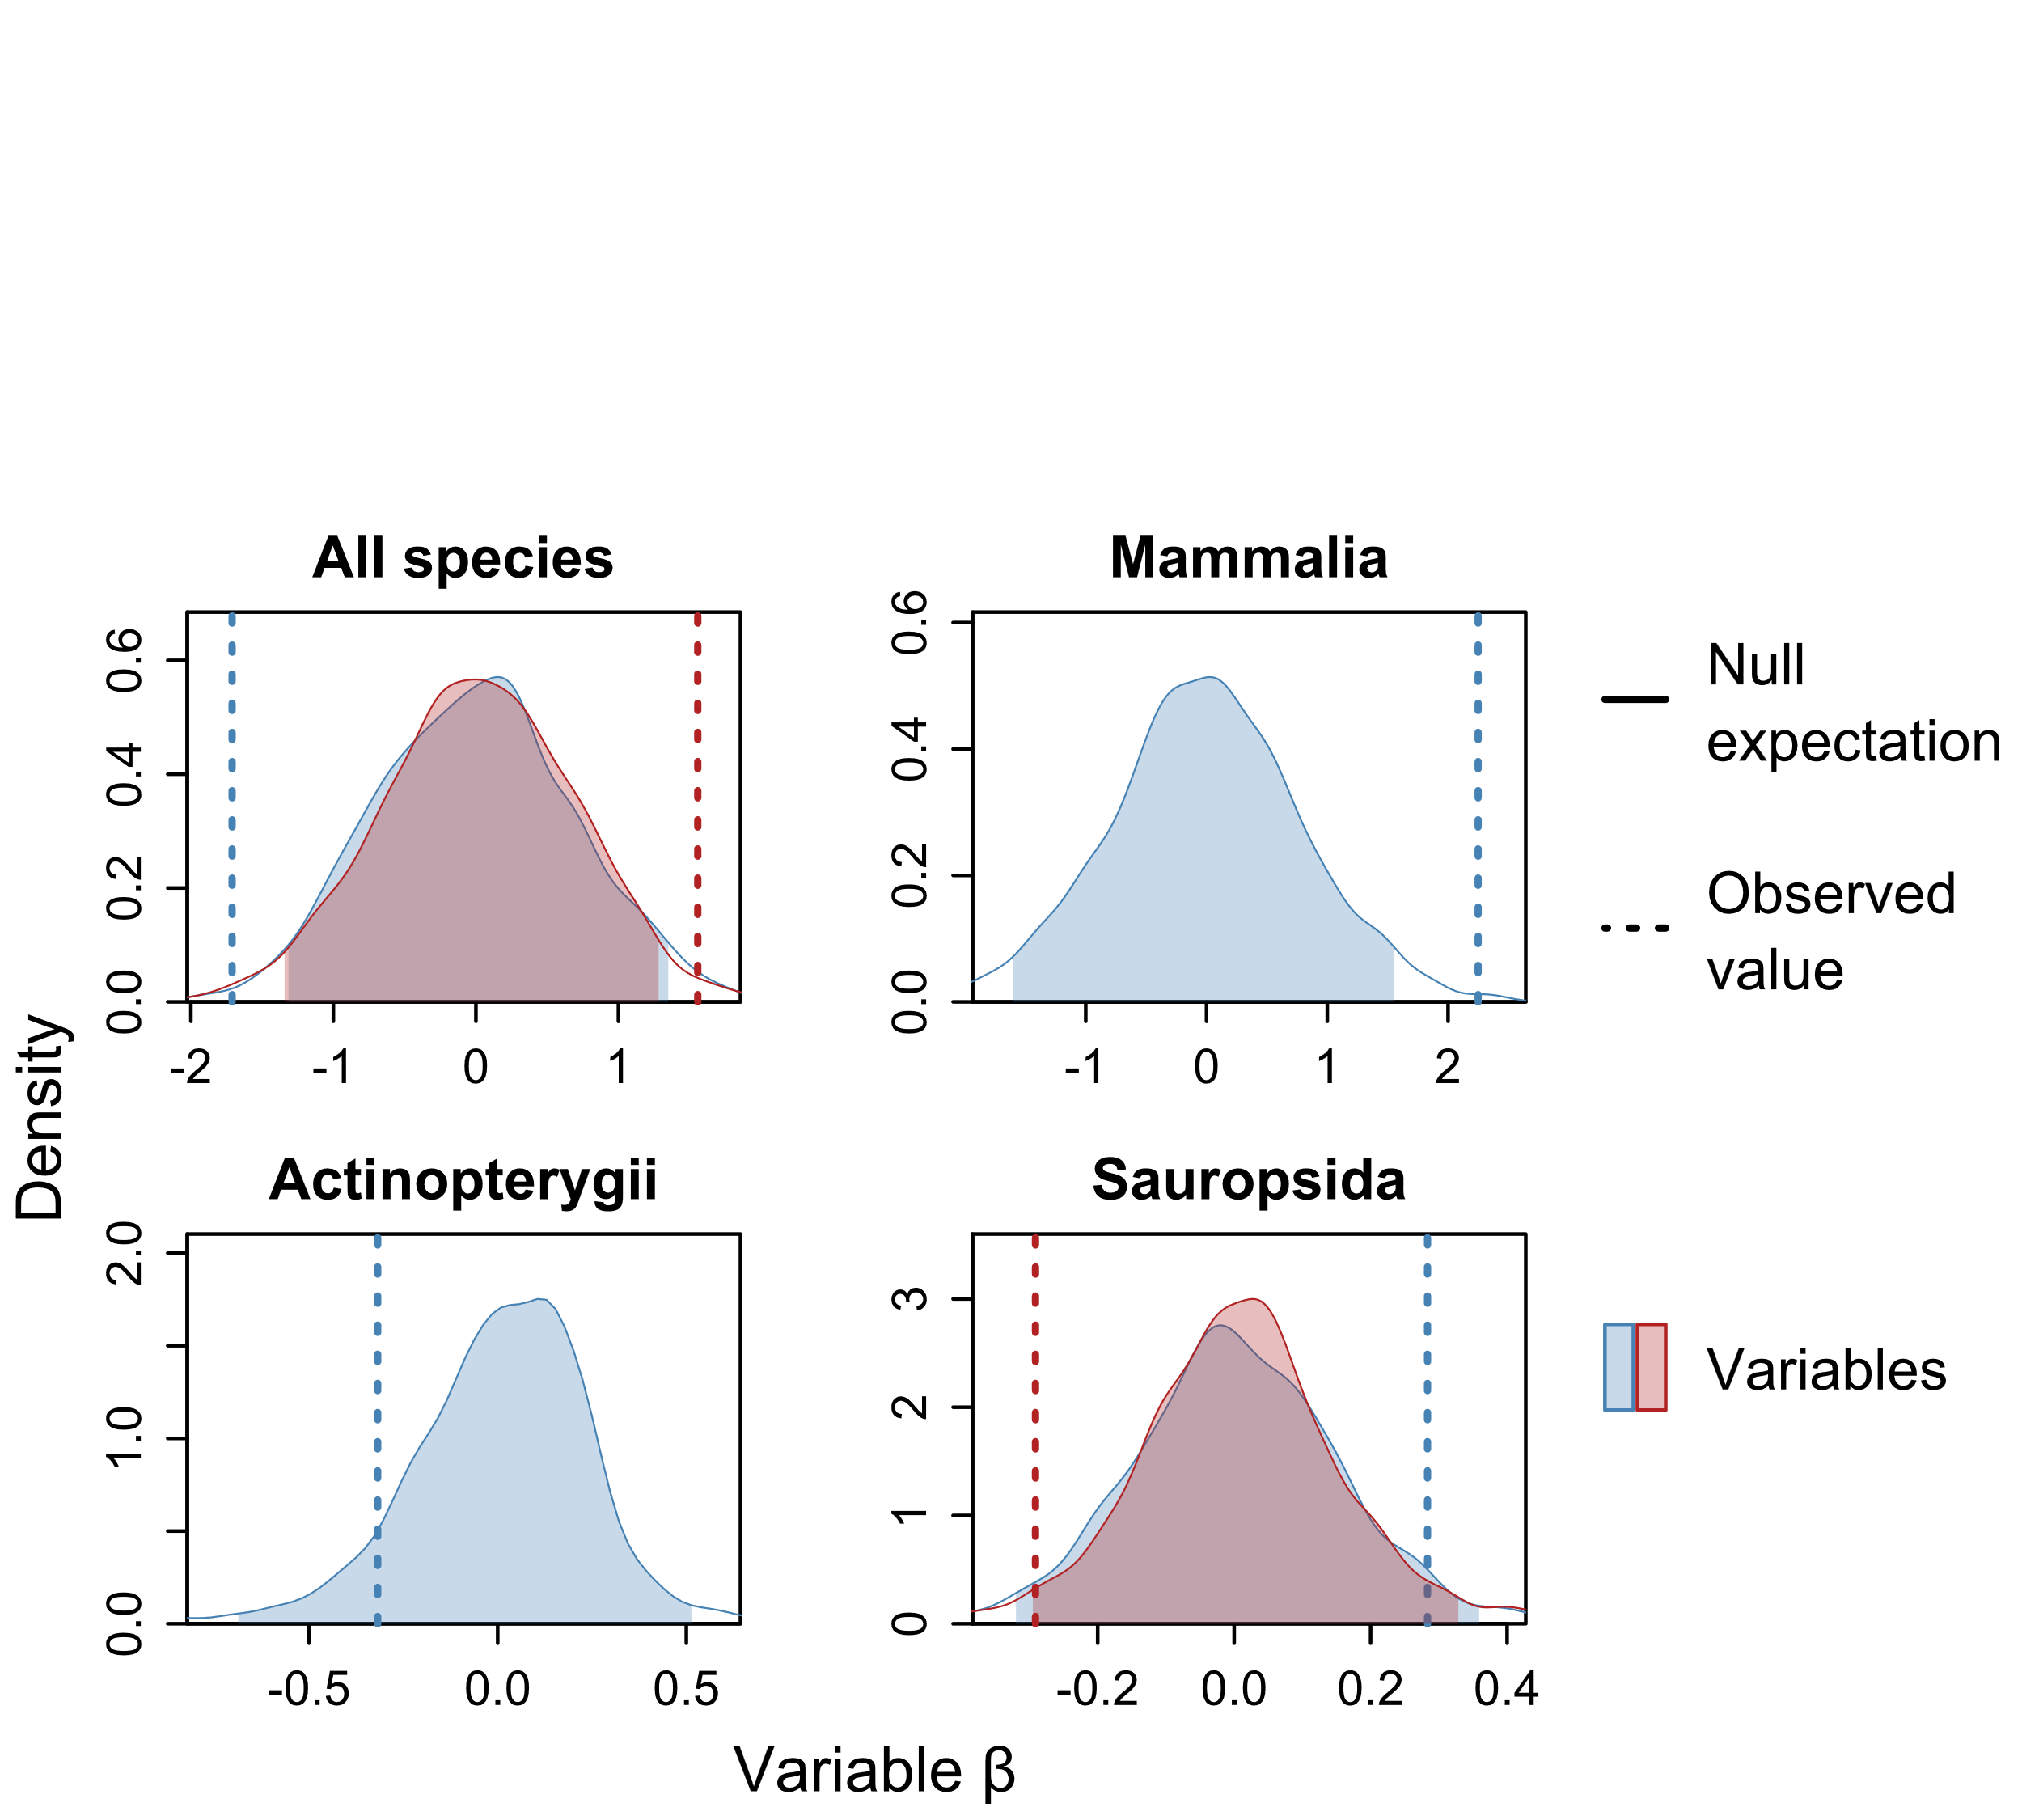 All species
Mammalia
0.0 0.2 0.4 0.6
-2 -1 0 1
0.0 0.2 0.4 0.6
-1 0 1 2
Null
expectation
Observed
value
Density
Actinopterygii
Sauropsida
0.0 1.0 2.0
-0.5 0.0 0.5
0 1 2 3
-0.2 0.0 0.2 0.4
Variables
Variable β